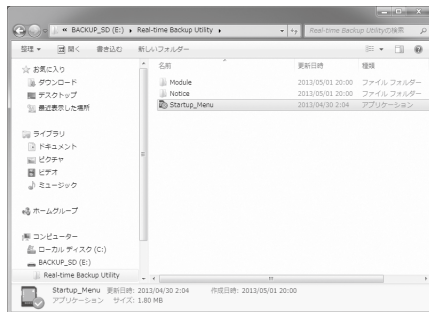 « BACKUP_SD (E:) ▸ Real-time Backup Utility ▸
Real-time Backup Utilityの検索
整理 ▼ 開く 書き込む 新しいフォルダー
名前 更新日時 種類
Module 2013/05/01 20:00 ファイル フォルダー
Notice 2013/05/01 20:00 ファイル フォルダー
Startup_Menu 2013/04/30 2:04 アプリケーション
お気に入り
ダウンロード
デスクトップ
最近表示した場所
ライブラリ
ドキュメント
ピクチャ
ビデオ
ミュージック
ホームグループ
コンピューター
ローカル ディスク (C:)
BACKUP_SD (E:)
Real-time Backup Utility
Startup_Menu 更新日時: 2013/04/30 2:04 作成日時: 2013/05/01 20:00
アプリケーション サイズ: 1.80 MB